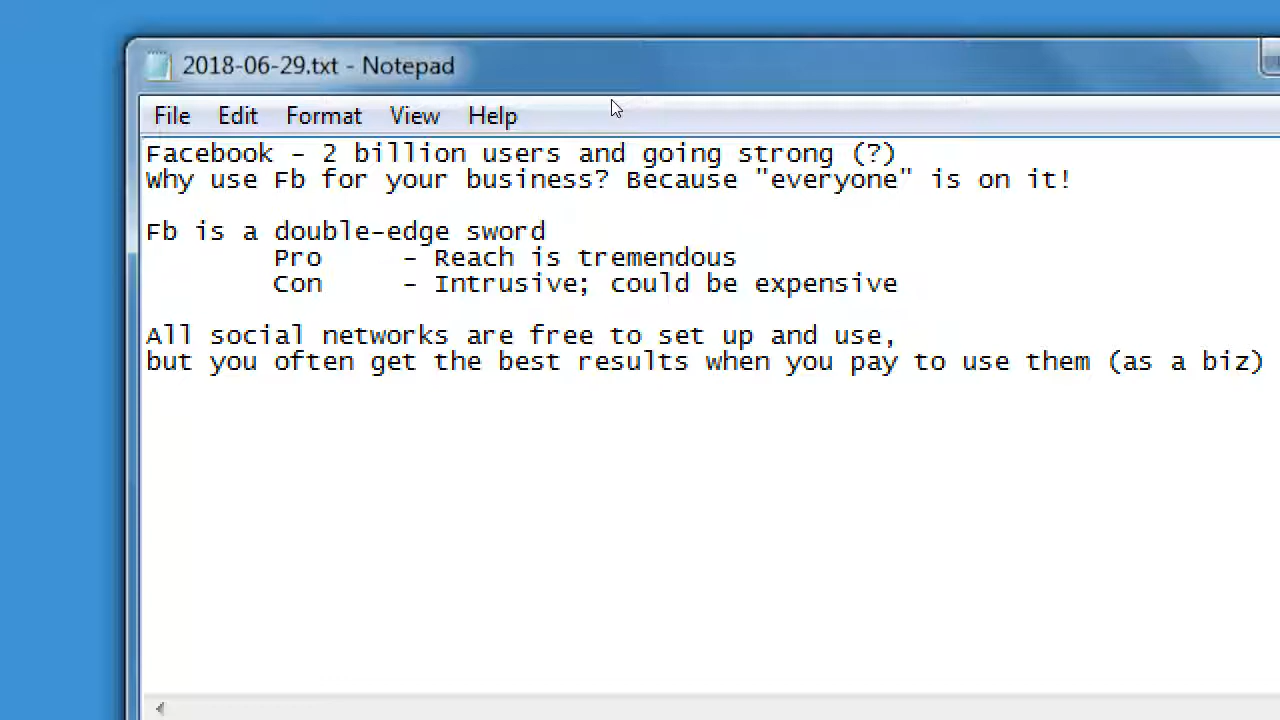 2018-06-29.txt - Notepad
File Edit Format View Help
Facebook - 2 billion users and going strong (?)
Why use Fb for your business? Because "everyone" is on it!
Fb is a double-edge sword
Pro - Reach is tremendous
Con - Intrusive; could be expensive
All social networks are free to set up and use,
but you often get the best results when you pay to use them (as a biz)